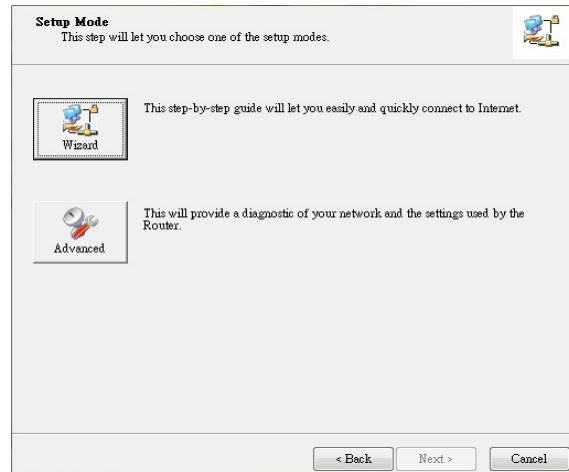 Setup Mode
This step will let you choose one of the setup modes.
This step-by-step guide will let you easily and quickly connect to Internet.
Wizard
This will provide a diagnostic of your network and the settings used by the
Router.
Advanced
< Back Next > Cancel